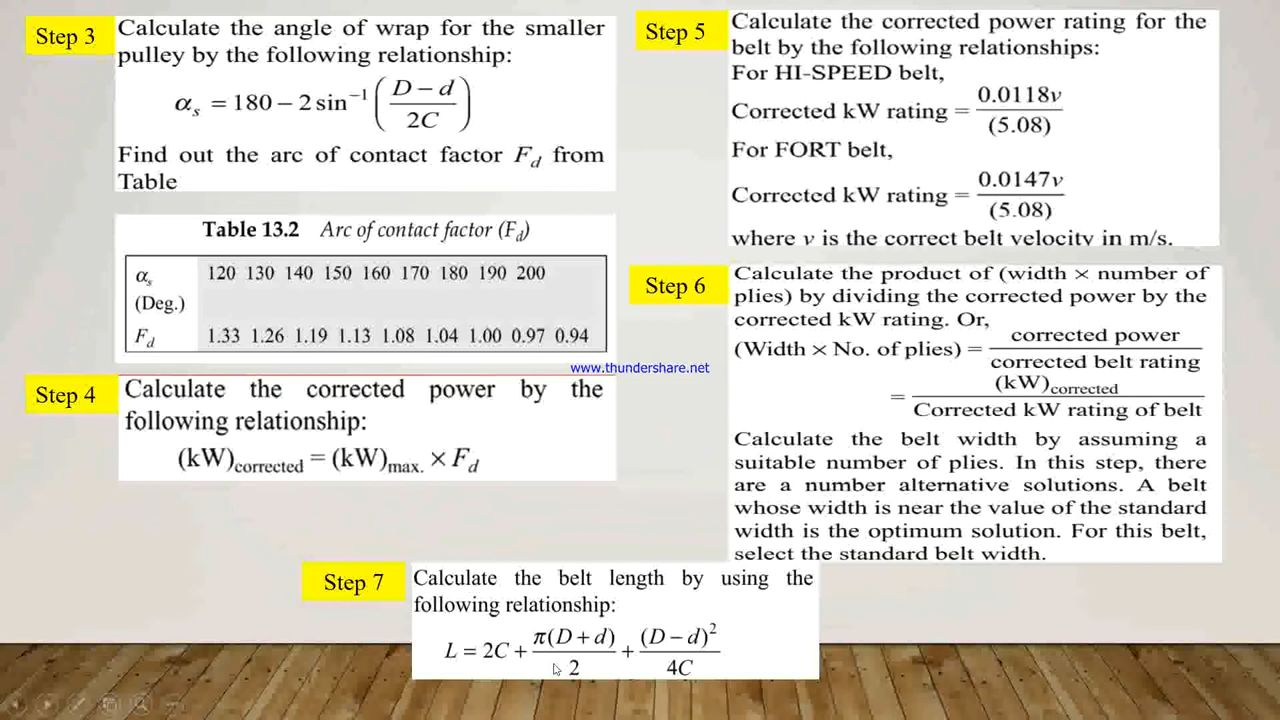 Step 3
Calculate the angle of wrap for the smaller
pulley by the following relationship:
αs = 180 − 2 sin⁻¹ ((D − d)/2C)
Find out the arc of contact factor Fd from
Table
Table 13.2 Arc of contact factor (Fd)
αs 120 130 140 150 160 170 180 190 200
(Deg.)
Fd 1.33 1.26 1.19 1.13 1.08 1.04 1.00 0.97 0.94
www.thundershare.net
Step 4
Calculate the corrected power by the
following relationship:
(kW)corrected = (kW)max. × Fd
Step 5
Calculate the corrected power rating for the
belt by the following relationships:
For HI-SPEED belt,
Corrected kW rating = 0.0118v/(5.08)
For FORT belt,
Corrected kW rating = 0.0147v/(5.08)
where v is the correct belt velocity in m/s.
Step 6
Calculate the product of (width × number of
plies) by dividing the corrected power by the
corrected kW rating. Or,
(Width × No. of plies) = corrected power/corrected belt rating
= (kW)corrected/Corrected kW rating of belt
Calculate the belt width by assuming a
suitable number of plies. In this step, there
are a number alternative solutions. A belt
whose width is near the value of the standard
width is the optimum solution. For this belt,
select the standard belt width.
Step 7
Calculate the belt length by using the
following relationship:
L = 2C + π(D + d)/2 + (D − d)²/4C